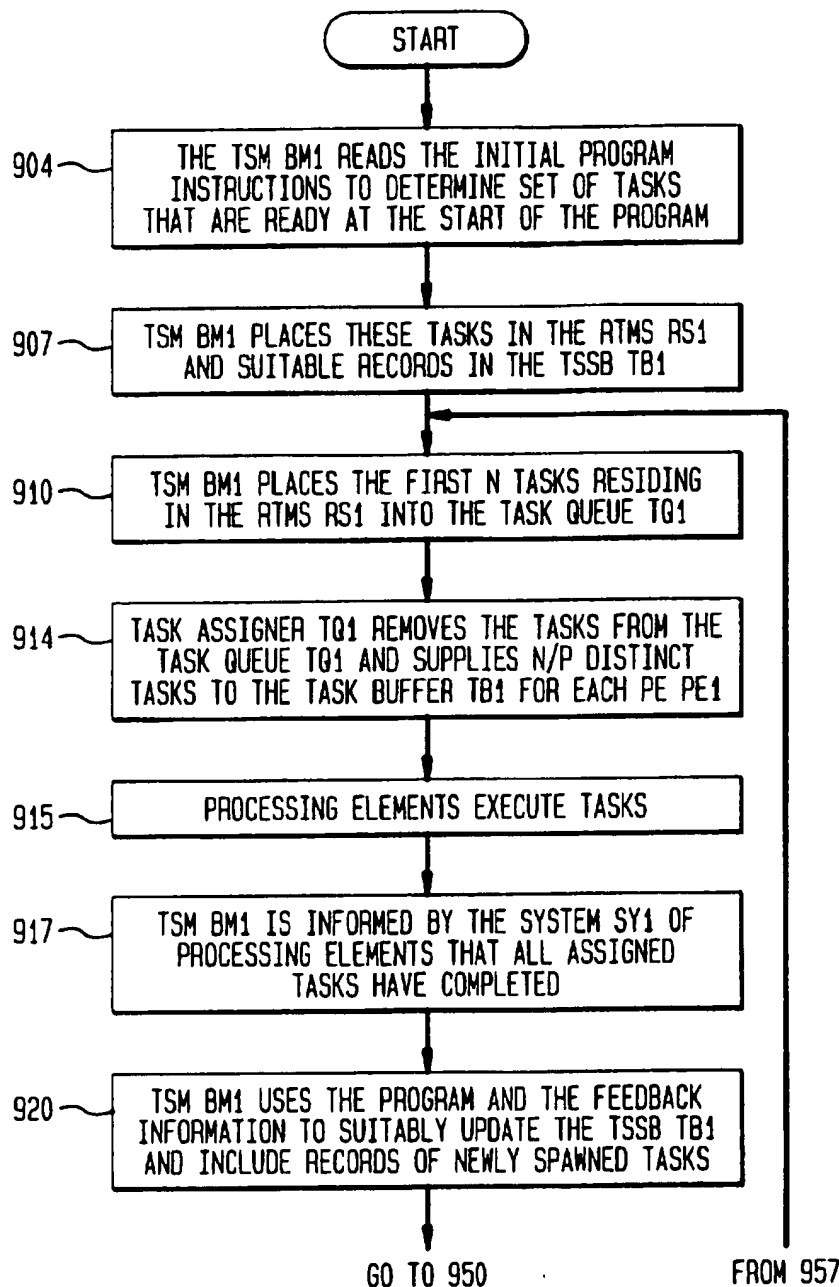 START
904
THE TSM BM1 READS THE INITIAL PROGRAM
INSTRUCTIONS TO DETERMINE SET OF TASKS
THAT ARE READY AT THE START OF THE PROGRAM
907
TSM BM1 PLACES THESE TASKS IN THE RTMS RS1
AND SUITABLE RECORDS IN THE TSSB TB1
910
TSM BM1 PLACES THE FIRST N TASKS RESIDING
IN THE RTMS RS1 INTO THE TASK QUEUE TQ1
914
TASK ASSIGNER TQ1 REMOVES THE TASKS FROM THE
TASK QUEUE TQ1 AND SUPPLIES N/P DISTINCT
TASKS TO THE TASK BUFFER TB1 FOR EACH PE PE1
915
PROCESSING ELEMENTS EXECUTE TASKS
917
TSM BM1 IS INFORMED BY THE SYSTEM SY1 OF
PROCESSING ELEMENTS THAT ALL ASSIGNED
TASKS HAVE COMPLETED
920
TSM BM1 USES THE PROGRAM AND THE FEEDBACK
INFORMATION TO SUITABLY UPDATE THE TSSB TB1
AND INCLUDE RECORDS OF NEWLY SPAWNED TASKS
GO TO 950
FROM 957